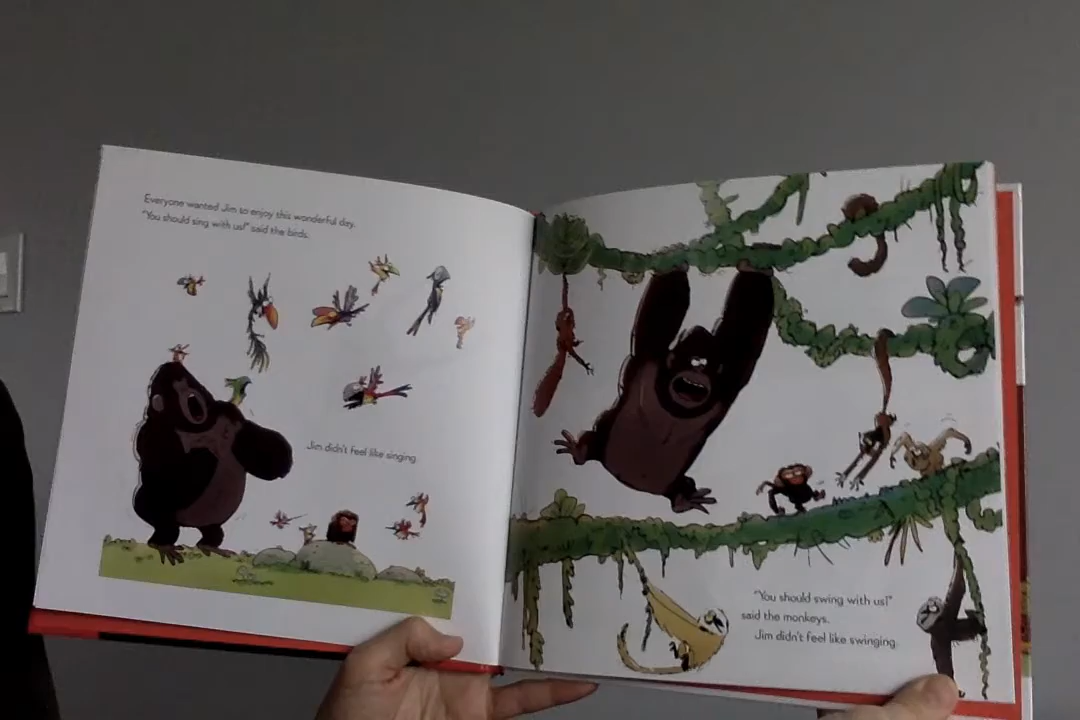 Everyone wanted Jim to enjoy this wonderful day.
"You should sing with us!" said the birds.
Jim didn't feel like singing.
"You should swing with us!"
said the monkeys.
Jim didn't feel like swinging.